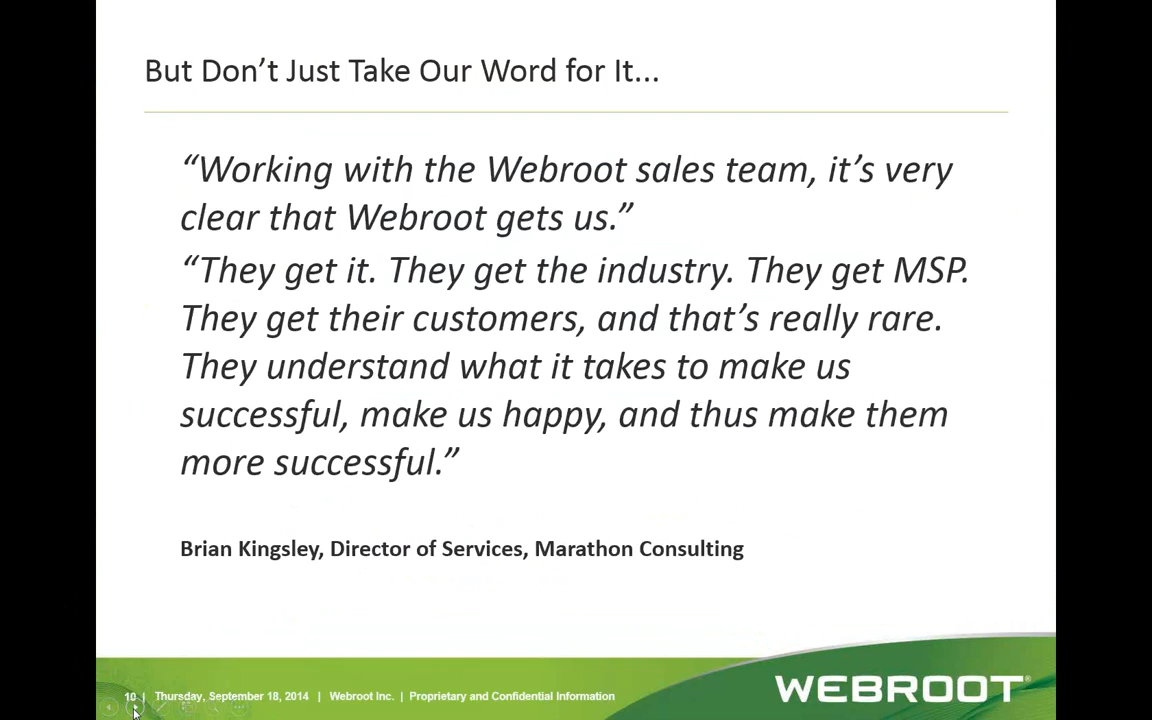 But Don’t Just Take Our Word for It...
“Working with the Webroot sales team, it’s very
clear that Webroot gets us.”
“They get it. They get the industry. They get MSP.
They get their customers, and that’s really rare.
They understand what it takes to make us
successful, make us happy, and thus make them
more successful.”
Brian Kingsley, Director of Services, Marathon Consulting
10 | Thursday, September 18, 2014 | Webroot Inc. | Proprietary and Confidential Information
WEBROOT®